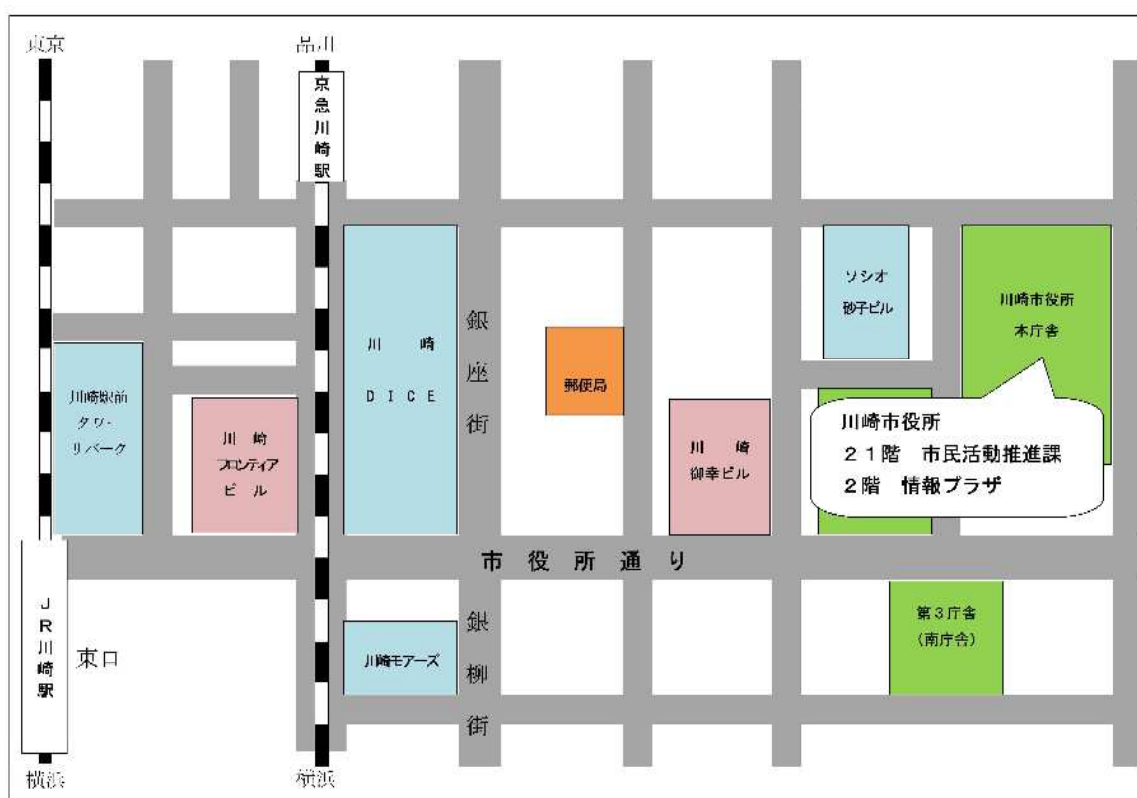 東京
品川
京急川崎駅
ソシオ
砂子ビル
川崎市役所
本庁舎
川崎
DICE
銀座街
郵便局
川崎駅前
タワー
リバーク
川崎
フロンティア
ビル
川崎
御幸ビル
川崎市役所
21階 市民活動推進課
2階 情報プラザ
市役所通り
JR川崎駅
東口
川崎モアーズ
銀柳街
第3庁舎
(南庁舎)
横浜
横浜